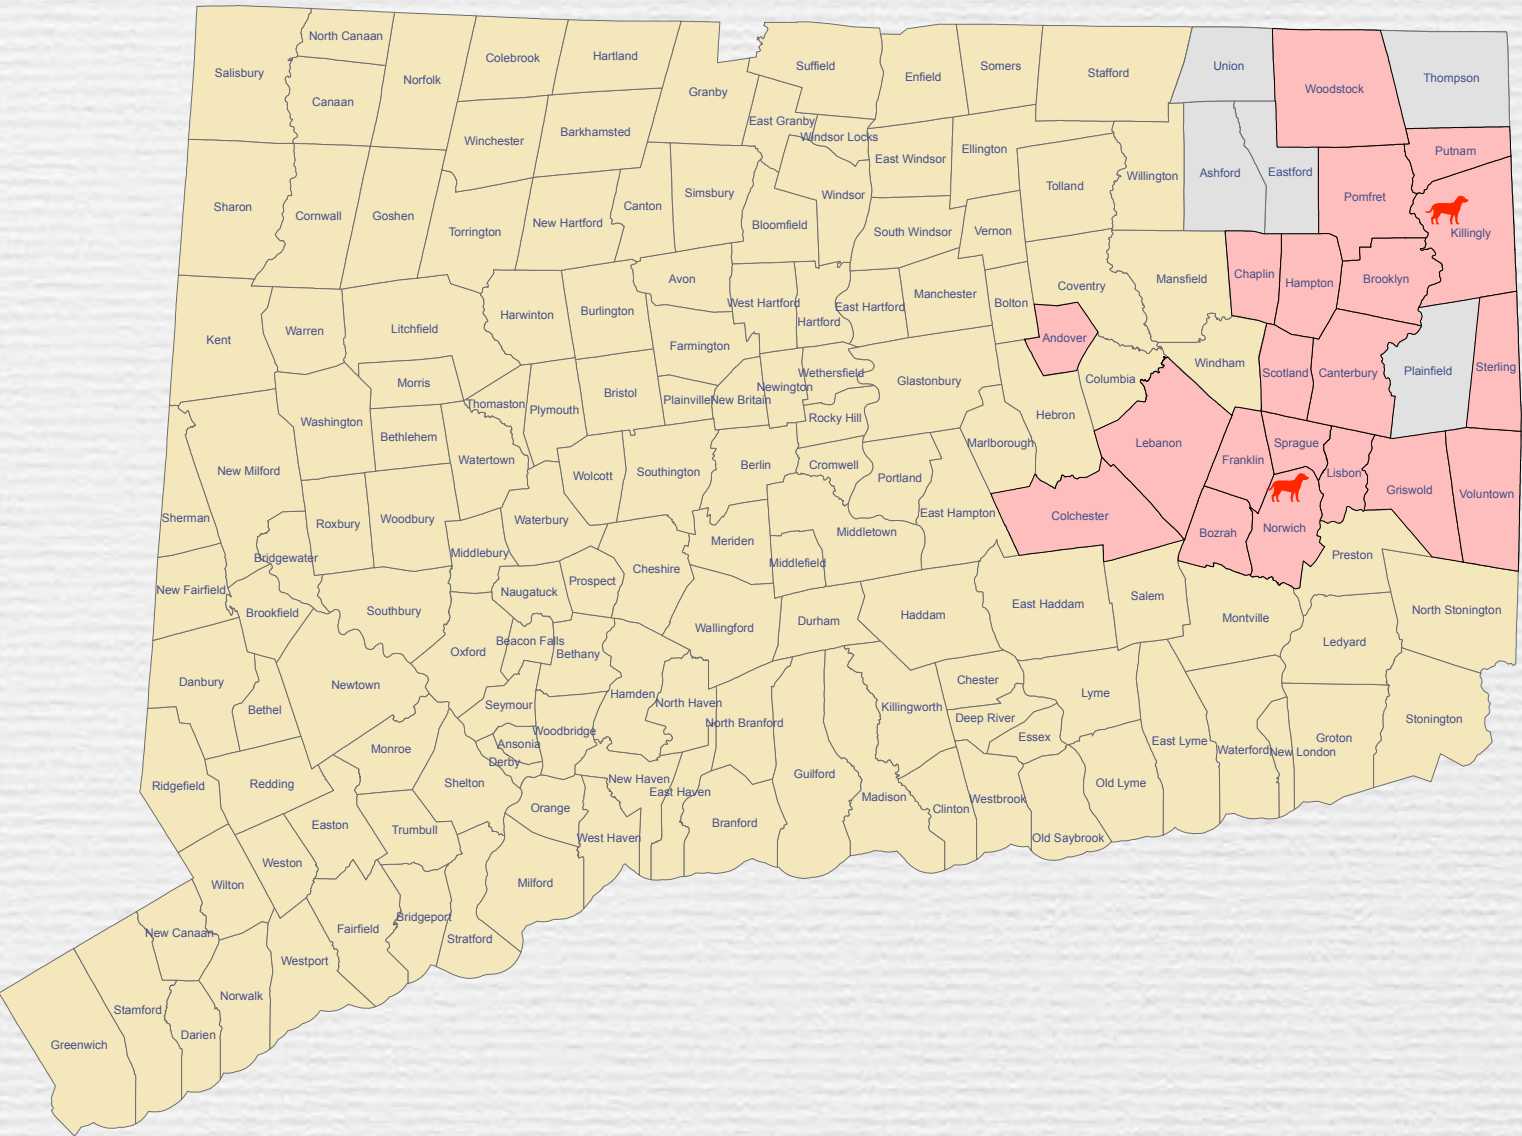 North Canaan
Salisbury
Canaan
Norfolk
Colebrook
Hartland
Granby
Suffield
Enfield
Somers
Stafford
Union
Woodstock
Thompson
Winchester
Barkhamsted
East Granby
Windsor Locks
East Windsor
Ellington
Tolland
Willington
Ashford
Eastford
Pomfret
Putnam
Killingly
Sharon
Cornwall
Goshen
Torrington
New Hartford
Canton
Simsbury
Bloomfield
Windsor
South Windsor
Vernon
Coventry
Mansfield
Chaplin
Hampton
Brooklyn
Kent
Warren
Litchfield
Harwinton
Burlington
Avon
West Hartford
Hartford
East Hartford
Manchester
Bolton
Andover
Columbia
Windham
Scotland
Canterbury
Plainfield
Sterling
Morris
Thomaston
Plymouth
Bristol
Farmington
Plainville
New Britain
Newington
Wethersfield
Rocky Hill
Glastonbury
Hebron
Marlborough
Lebanon
Franklin
Sprague
Lisbon
Griswold
Voluntown
Washington
Bethlehem
Watertown
Wolcott
Southington
Berlin
Cromwell
Portland
East Hampton
Colchester
Bozrah
Norwich
Preston
New Milford
Sherman
Roxbury
Woodbury
Waterbury
Middlebury
Bridgewater
Cheshire
Meriden
Middlefield
Middletown
New Fairfield
Brookfield
Southbury
Naugatuck
Prospect
Wallingford
Durham
Haddam
East Haddam
Salem
Montville
Ledyard
North Stonington
Danbury
Bethel
Newtown
Oxford
Beacon Falls
Bethany
Seymour
Woodbridge
Hamden
North Haven
North Branford
Guilford
Killingworth
Chester
Deep River
Essex
Lyme
East Lyme
Waterford
New London
Groton
Stonington
Ridgefield
Redding
Monroe
Shelton
Ansonia
Derby
Orange
New Haven
East Haven
West Haven
Branford
Madison
Clinton
Westbrook
Old Saybrook
Old Lyme
Easton
Trumbull
Weston
Wilton
Milford
Bridgeport
Stratford
Fairfield
Westport
New Canaan
Norwalk
Stamford
Darien
Greenwich